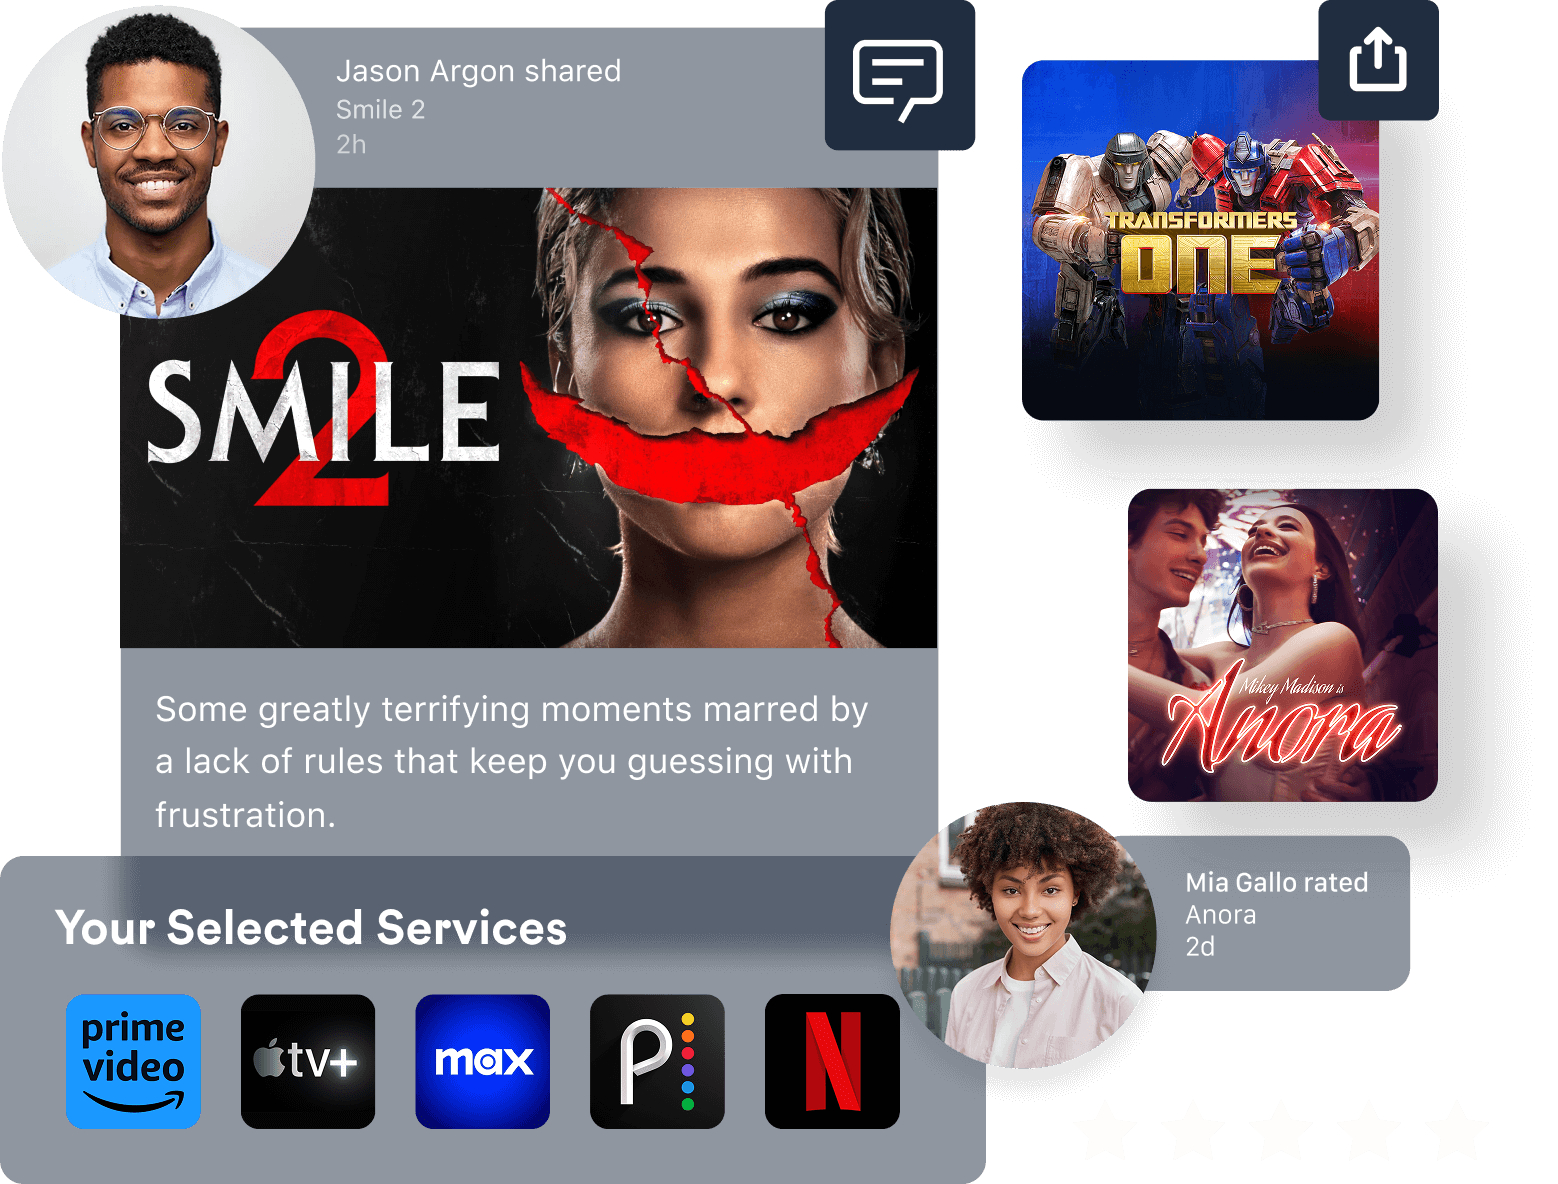 Jason Argon shared
Smile 2
2h
SMILE
2
Some greatly terrifying moments marred by
a lack of rules that keep you guessing with
frustration.
TRANSFORMERS
ONE
Mikey Madison is
Anora
Mia Gallo rated
Anora
2d
Your Selected Services
prime
video
tv+
max
P
N